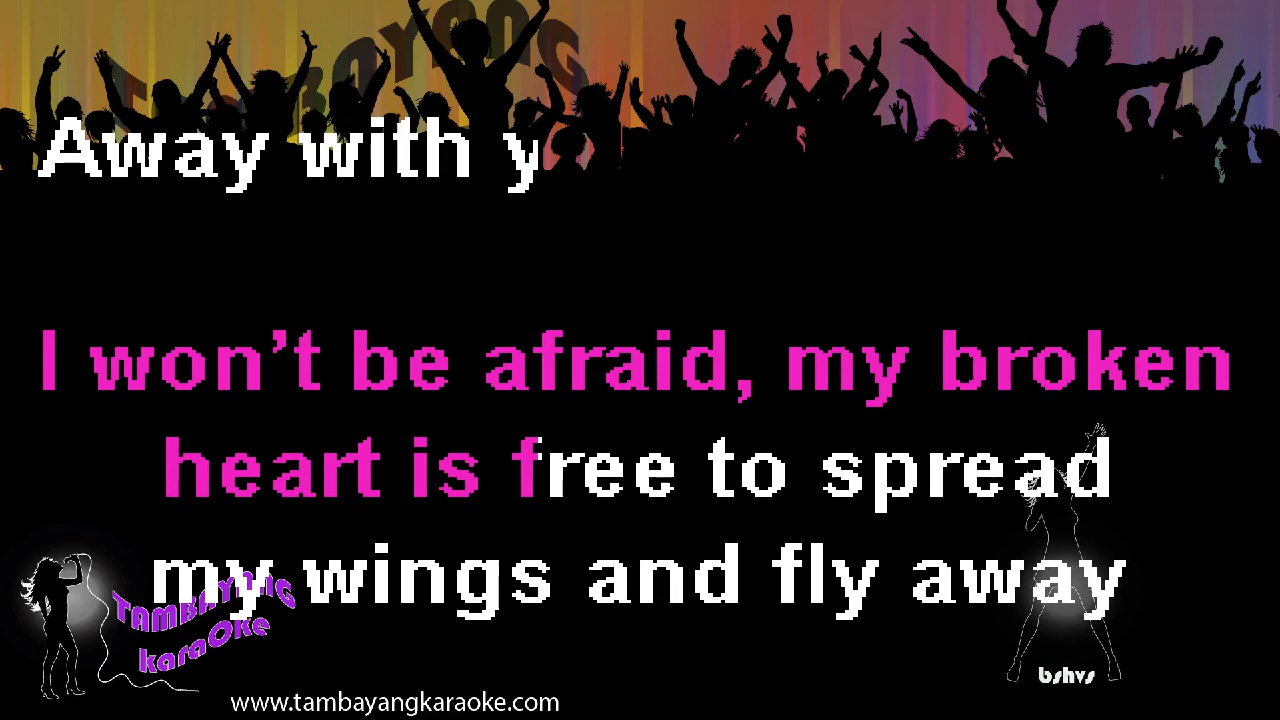 TAMBAYANG
Away with y
I won't be afraid, my broken
heart is free to spread
my wings and fly away
TAMBAYANG
karaOke
bshvs
www.tambayangkaraoke.com